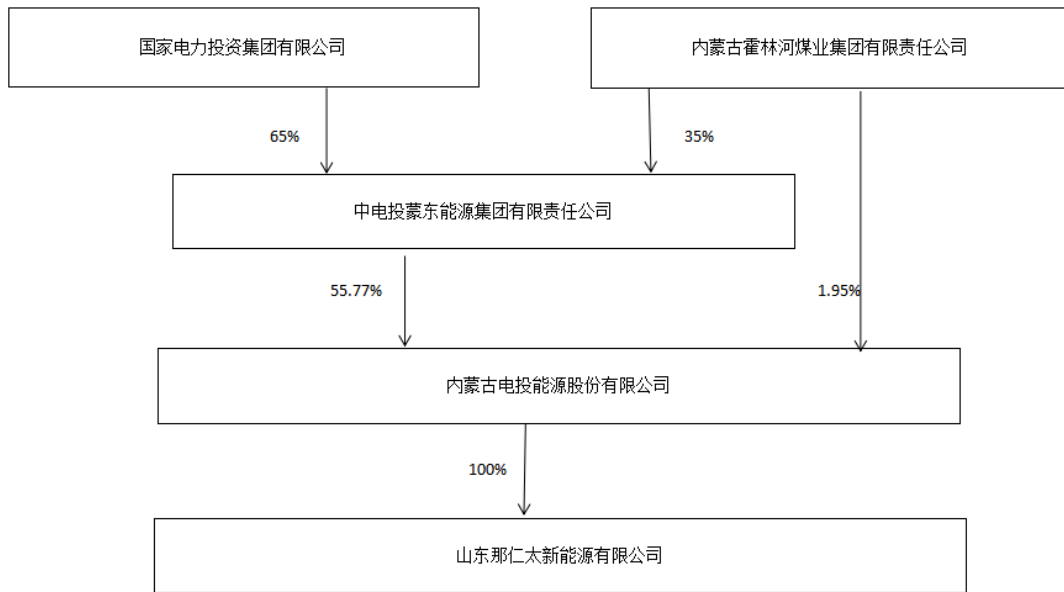 国家电力投资集团有限公司
内蒙古霍林河煤业集团有限责任公司
65%
35%
中电投蒙东能源集团有限责任公司
55.77%
1.95%
内蒙古电投能源股份有限公司
100%
山东那仁太新能源有限公司